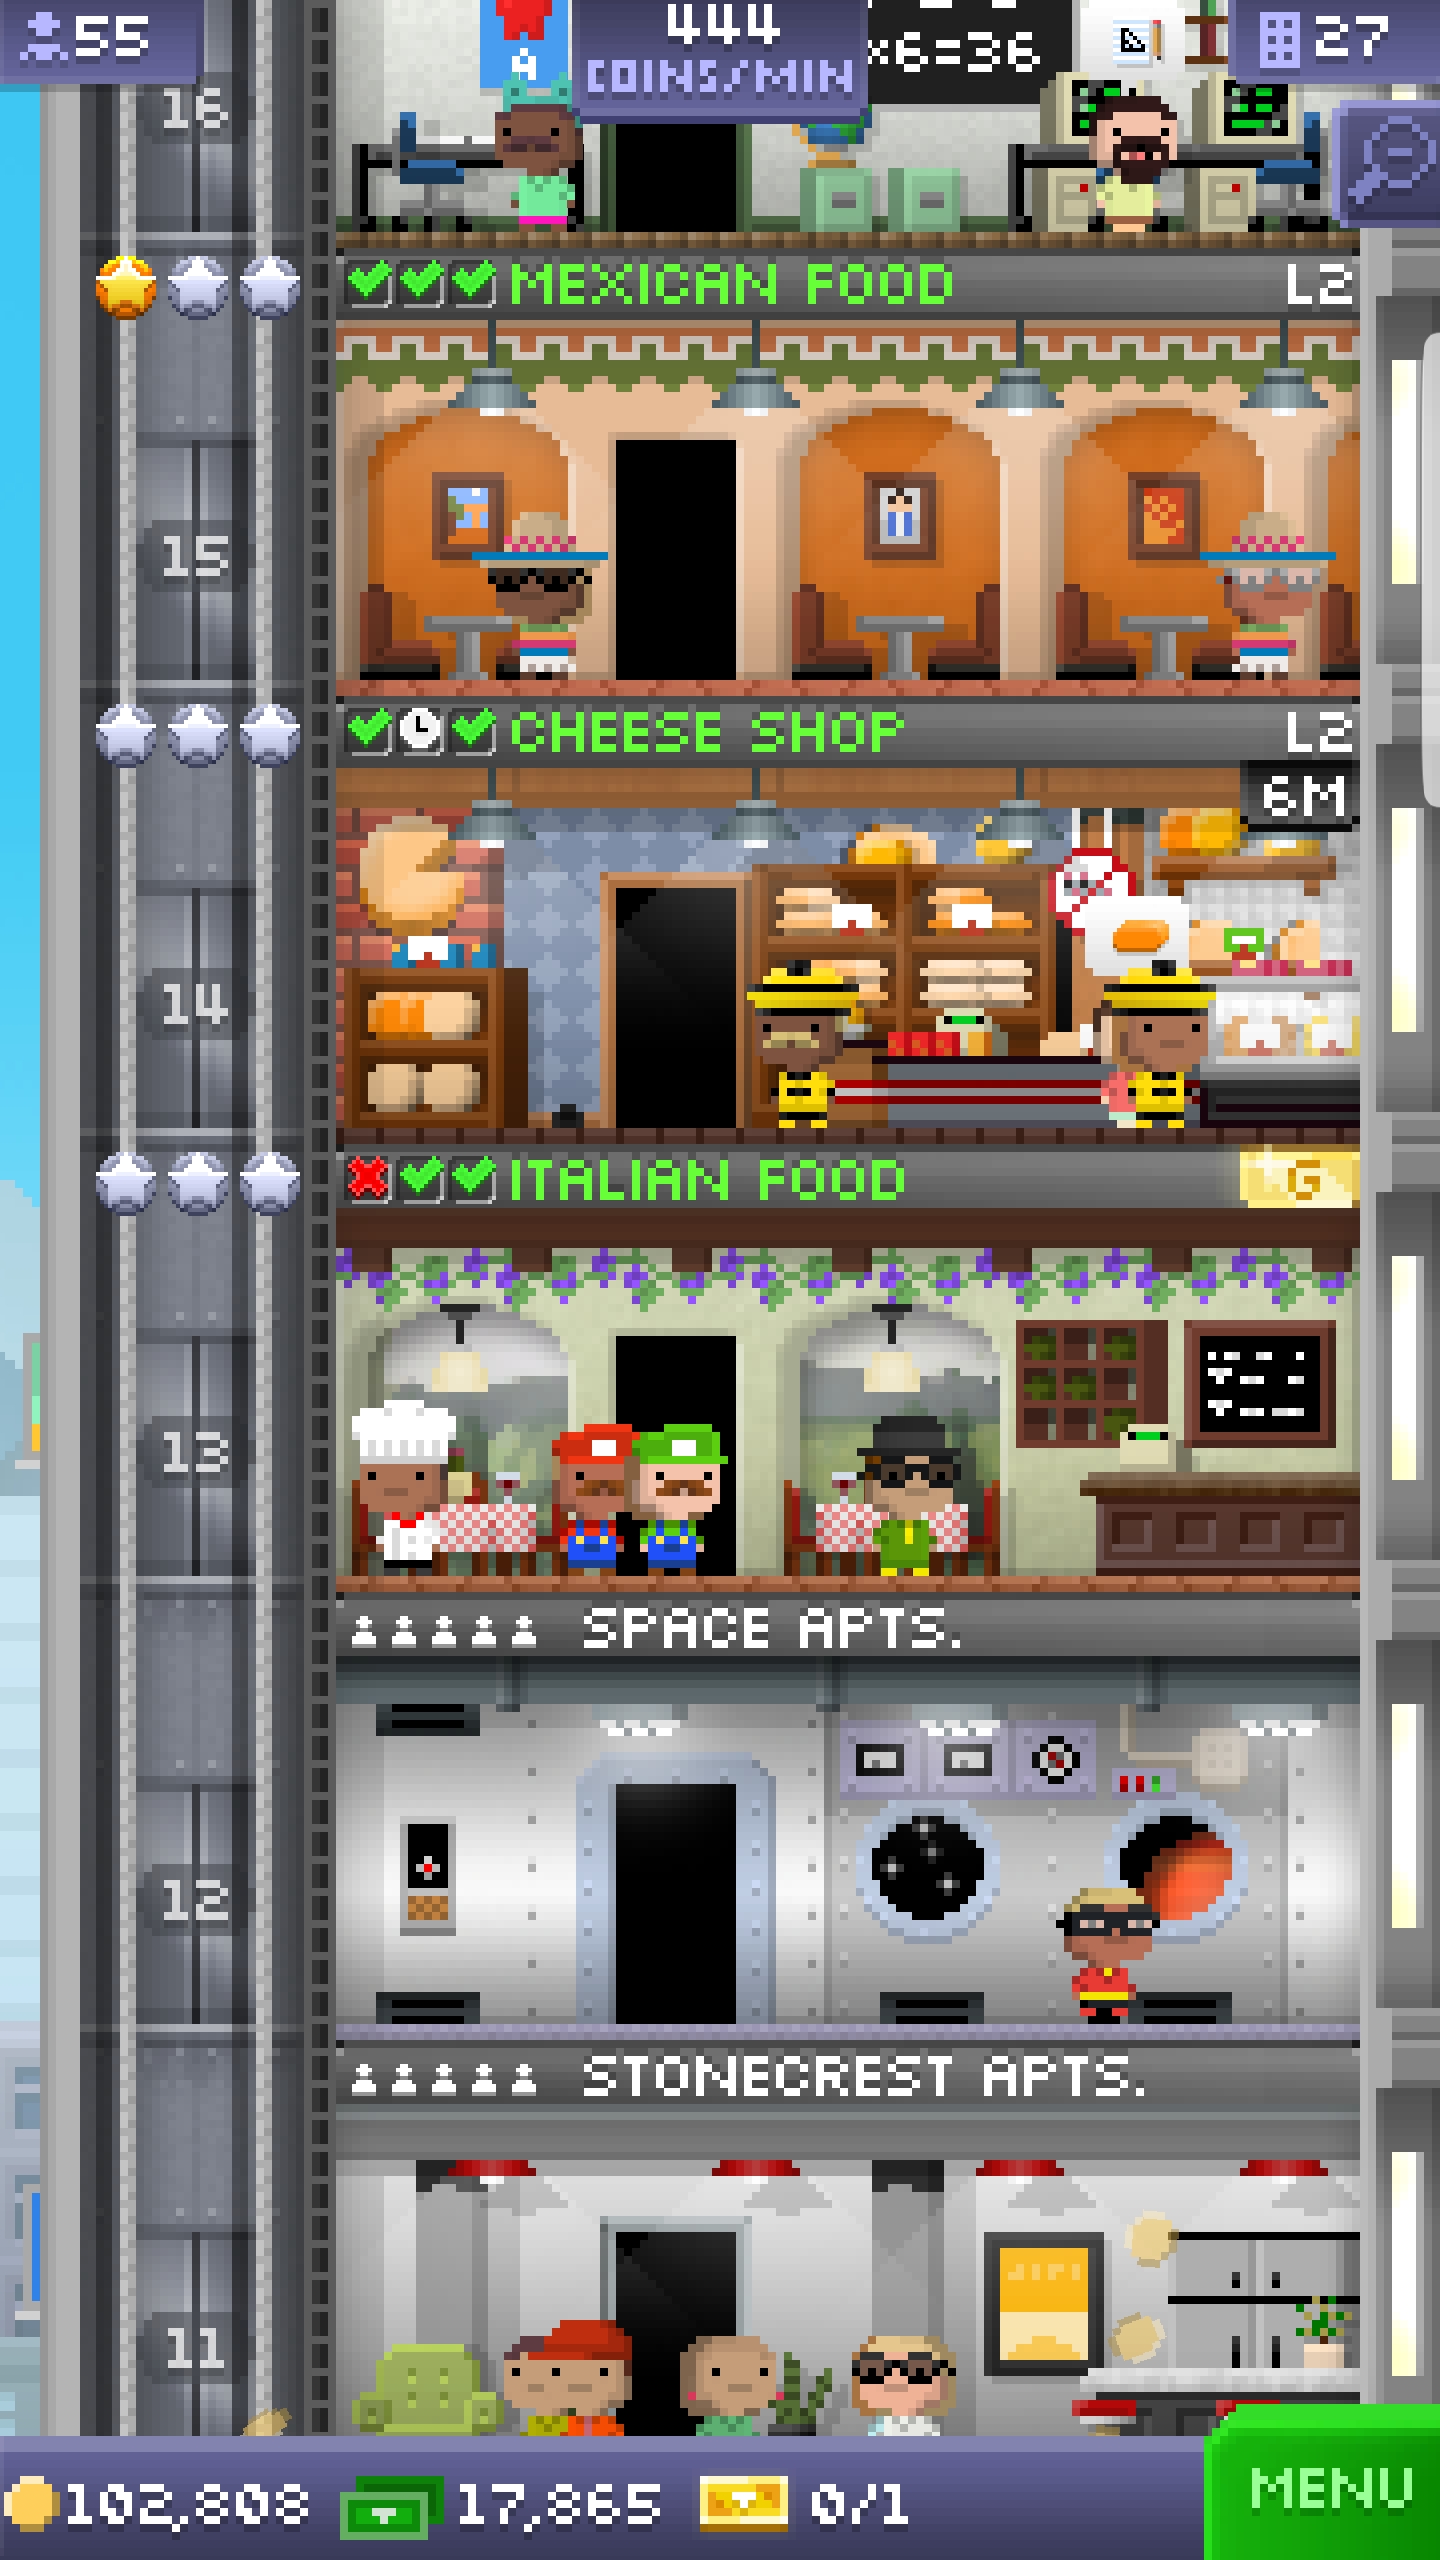 55
444
COINS/MIN
27
A
×6=36
16
MEXICAN FOOD L2
15
CHEESE SHOP L2
6M
14
ITALIAN FOOD G
13
SPACE APTS.
12
STONECREST APTS.
11
102,808 17,865 0/1
MENU